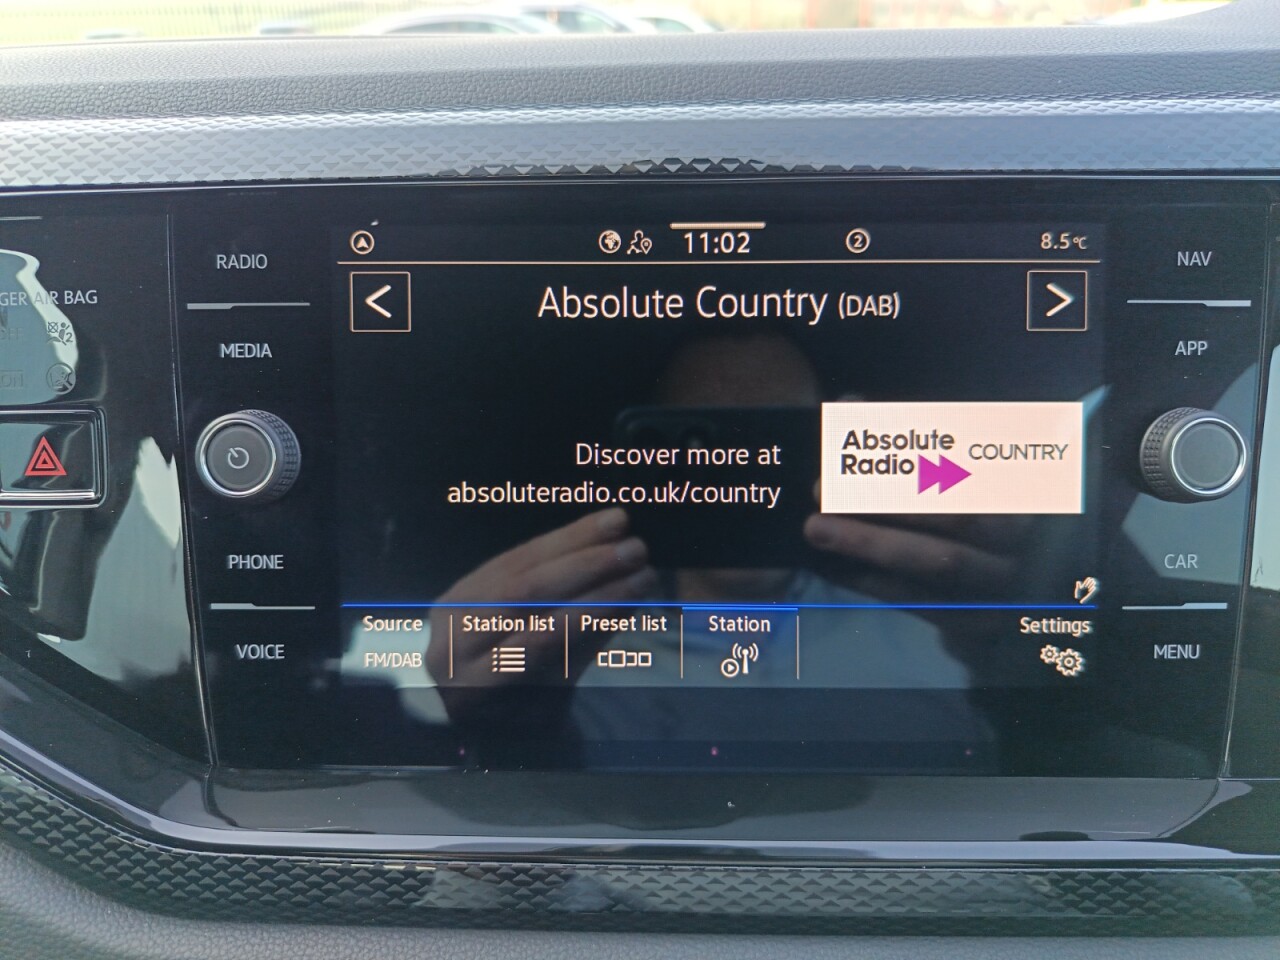 11:02
2
8.5°C
RADIO
NAV
GER AIR BAG
<
Absolute Country (DAB)
>
MEDIA
APP
Absolute
Radio
COUNTRY
Discover more at
absoluteradio.co.uk/country
PHONE
CAR
Source
Station list
Preset list
Station
Settings
FM/DAB
VOICE
MENU